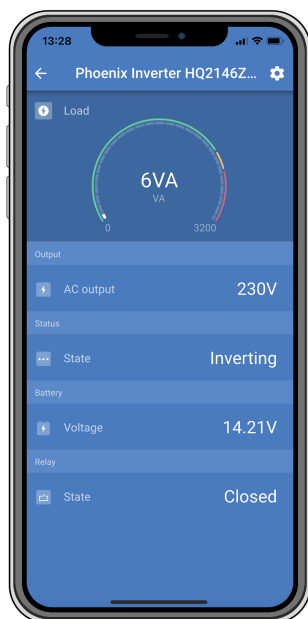 13:28
Phoenix Inverter HQ2146Z...
Load
6VA
VA
0 3200
Output
AC output 230V
Status
State Inverting
Battery
Voltage 14.21V
Relay
State Closed